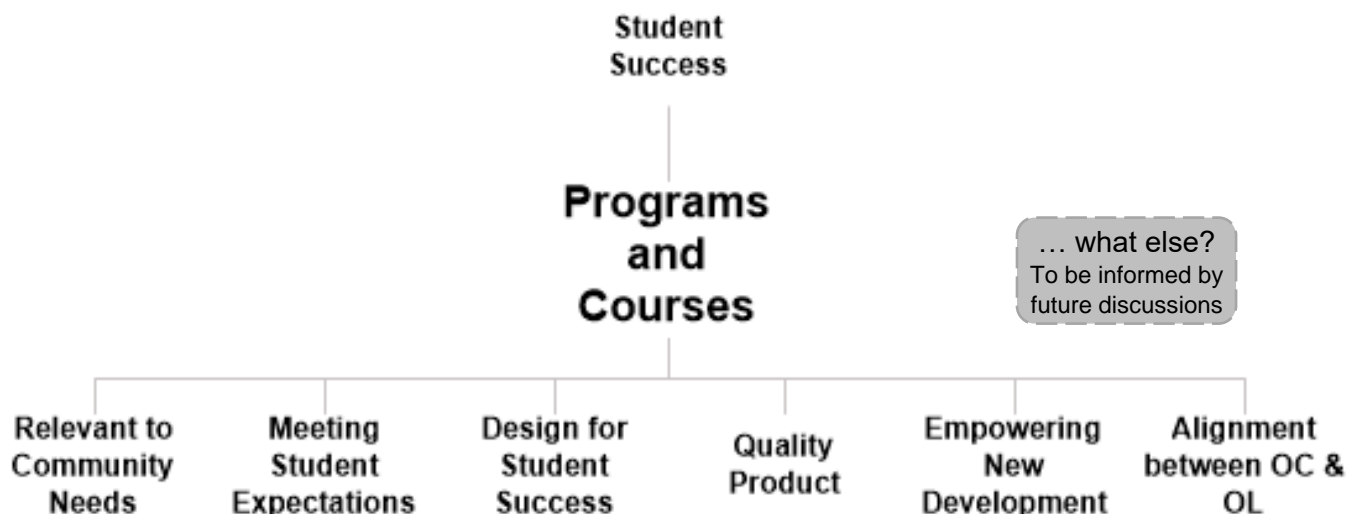 Student
Success
Programs
and
Courses
… what else?
To be informed by
future discussions
Relevant to
Community
Needs
Meeting
Student
Expectations
Design for
Student
Success
Quality
Product
Empowering
New
Development
Alignment
between OC &
OL